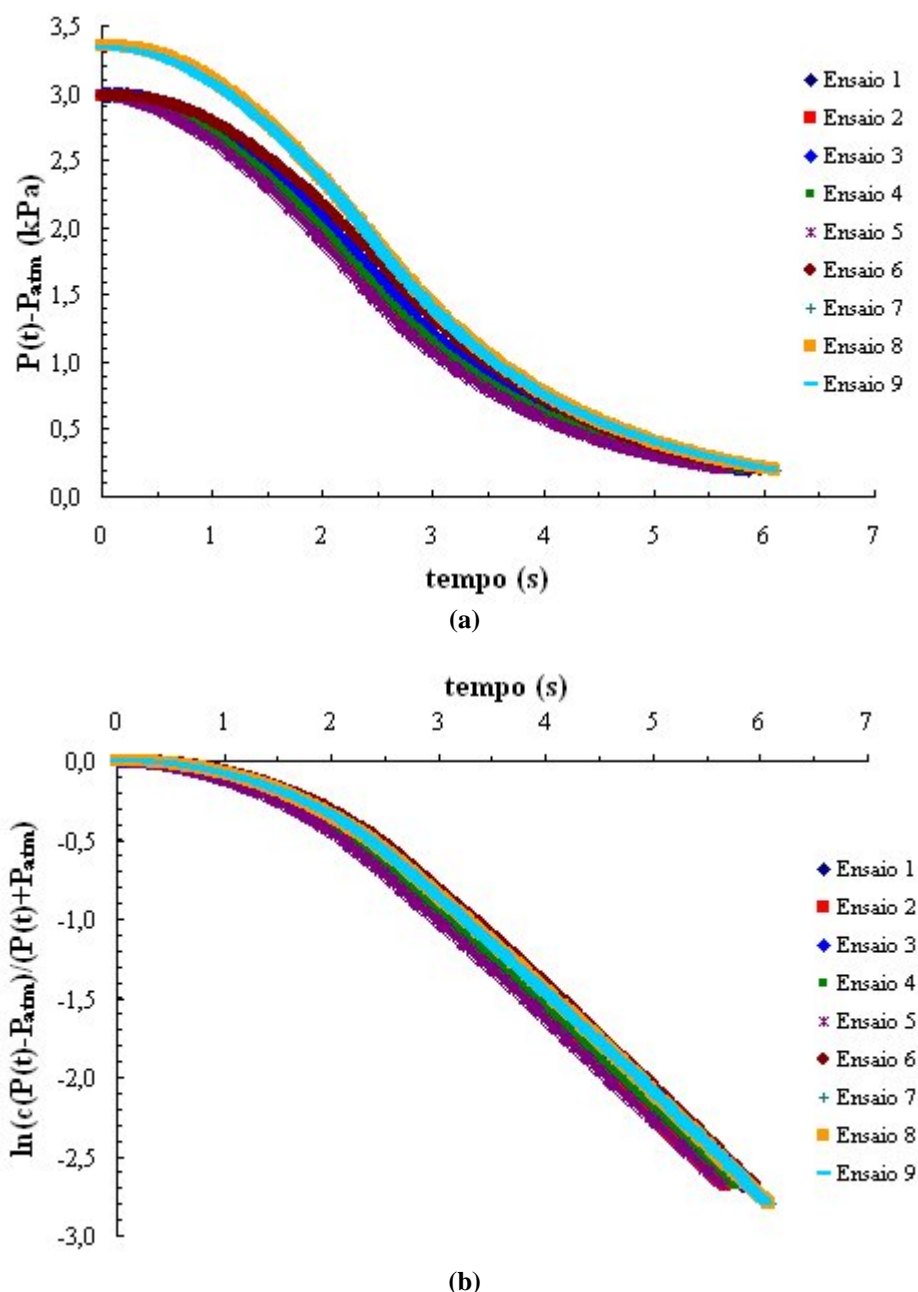 3,5
3,0
2,5
2,0
1,5
1,0
0,5
0,0
P(t)-Patm (kPa)
0 1 2 3 4 5 6 7
tempo (s)
Ensaio 1
Ensaio 2
Ensaio 3
Ensaio 4
Ensaio 5
Ensaio 6
Ensaio 7
Ensaio 8
Ensaio 9
(a)
tempo (s)
0 1 2 3 4 5 6 7
0,0
-0,5
-1,0
-1,5
-2,0
-2,5
-3,0
ln(c(P(t)-Patm)/(P(t)+Patm)
Ensaio 1
Ensaio 2
Ensaio 3
Ensaio 4
Ensaio 5
Ensaio 6
Ensaio 7
Ensaio 8
Ensaio 9
(b)